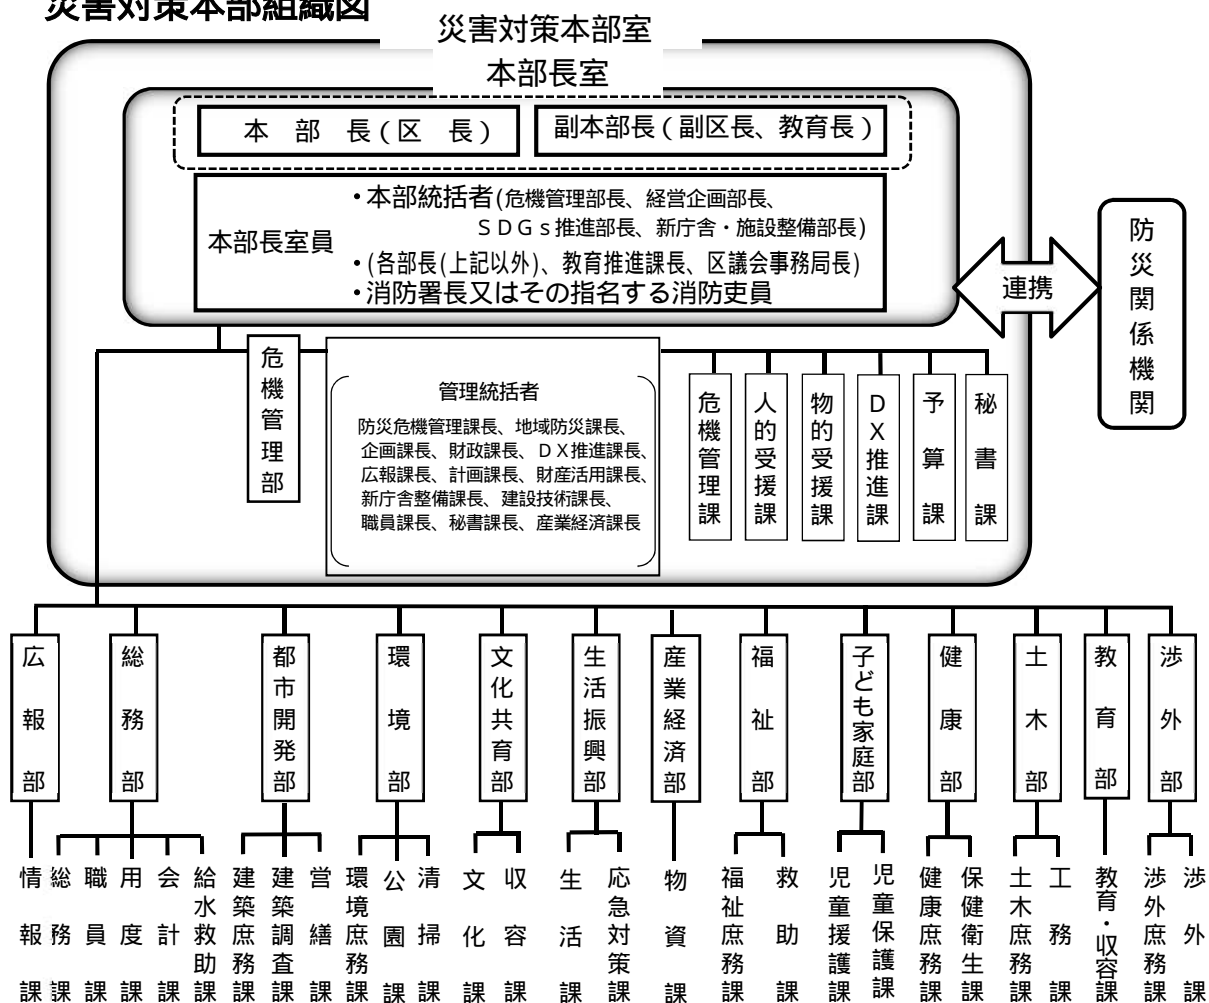 災害対策本部組織図
災害対策本部室
本部長室
本 部 長(区 長)
副本部長(副区長、教育長)
本部長室員
・本部統括者(危機管理部長、経営企画部長、
SDGs推進部長、新庁舎・施設整備部長)
・(各部長(上記以外)、教育推進課長、区議会事務局長)
・消防署長又はその指名する消防吏員
連携
防災関係機関
危機管理部
管理統括者
防災危機管理課長、地域防災課長、
企画課長、財政課長、DX推進課長、
広報課長、計画課長、財産活用課長、
新庁舎整備課長、建設技術課長、
職員課長、秘書課長、産業経済課長
危機管理課
人的受援課
物的受援課
DX推進課
予算課
秘書課
広報部
総務部
都市開発部
環境部
文化共育部
生活振興部
産業経済部
福祉部
子ども家庭部
健康部
土木部
教育部
渉外部
情報課
総務課
職員課
用度課
会計課
給水救助課
建築庶務課
建築調査課
営繕課
環境庶務課
公園課
清掃課
文化課
収容課
生活課
応急対策課
物資課
福祉庶務課
救助課
児童援護課
児童保護課
健康庶務課
保健衛生課
土木庶務課
工務課
教育・収容課
渉外庶務課
渉外課